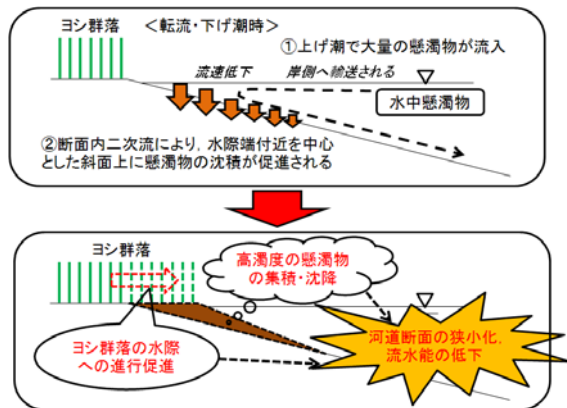 ヨシ群落 <転流・下げ潮時>
①上げ潮で大量の懸濁物が流入
流速低下 岸側へ輸送される
水中懸濁物
②断面内二次流により，水際端付近を中心
とした斜面上に懸濁物の沈積が促進される
ヨシ群落
高濁度の懸濁物
の集積・沈降
ヨシ群落の水際
への進行促進
河道断面の狭小化，
流水能の低下